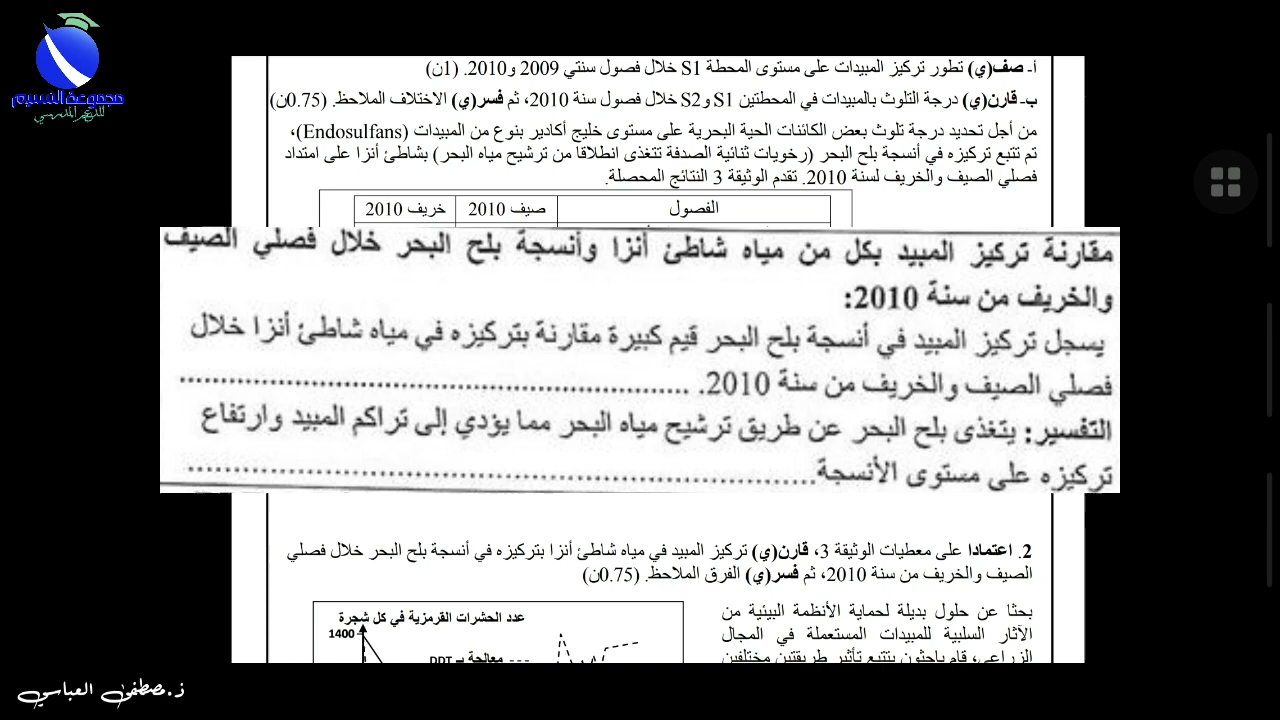 مجموعة النسيم
للدعم المدرسي
أ- صف(ي) تطور تركيز المبيدات على مستوى المحطة S1 خلال فصول سنتي 2009 و2010. (1ن)
ب- قارن(ي) درجة التلوث بالمبيدات في المحطتين S1 وS2 خلال فصول سنة 2010، ثم فسر(ي) الاختلاف الملاحظ. (0.75ن)
من أجل تحديد درجة تلوث بعض الكائنات الحية البحرية على مستوى خليج أكادير بنوع من المبيدات (Endosulfans)،
تم تتبع تركيزه في أنسجة بلح البحر (رخويات ثنائية الصدفة تتغذى انطلاقا من ترشيح مياه البحر) بشاطئ أنزا على امتداد
فصلي الصيف والخريف لسنة 2010. تقدم الوثيقة 3 النتائج المحصلة.
الفصول صيف 2010 خريف 2010
مقارنة تركيز المبيد بكل من مياه شاطئ أنزا وأنسجة بلح البحر خلال فصلي الصيف
والخريف من سنة 2010:
يسجل تركيز المبيد في أنسجة بلح البحر قيم كبيرة مقارنة بتركيزه في مياه شاطئ أنزا خلال
فصلي الصيف والخريف من سنة 2010. ............................................................
التفسير: يتغذى بلح البحر عن طريق ترشيح مياه البحر مما يؤدي إلى تراكم المبيد وارتفاع
تركيزه على مستوى الأنسجة............................................................
2. اعتمادا على معطيات الوثيقة 3، قارن(ي) تركيز المبيد في مياه شاطئ أنزا بتركيزه في أنسجة بلح البحر خلال فصلي
الصيف والخريف من سنة 2010، ثم فسر(ي) الفرق الملاحظ. (0.75ن)
بحثا عن حلول بديلة لحماية الأنظمة البيئية من
الآثار السلبية للمبيدات المستعملة في المجال
الزراعي، قام باحثون بتتبع تأثير طريقتين مختلفين
عدد الحشرات القرمزية في كل شجرة
1400
معالجة بـ DDT
ذ.مصطفى العباسي